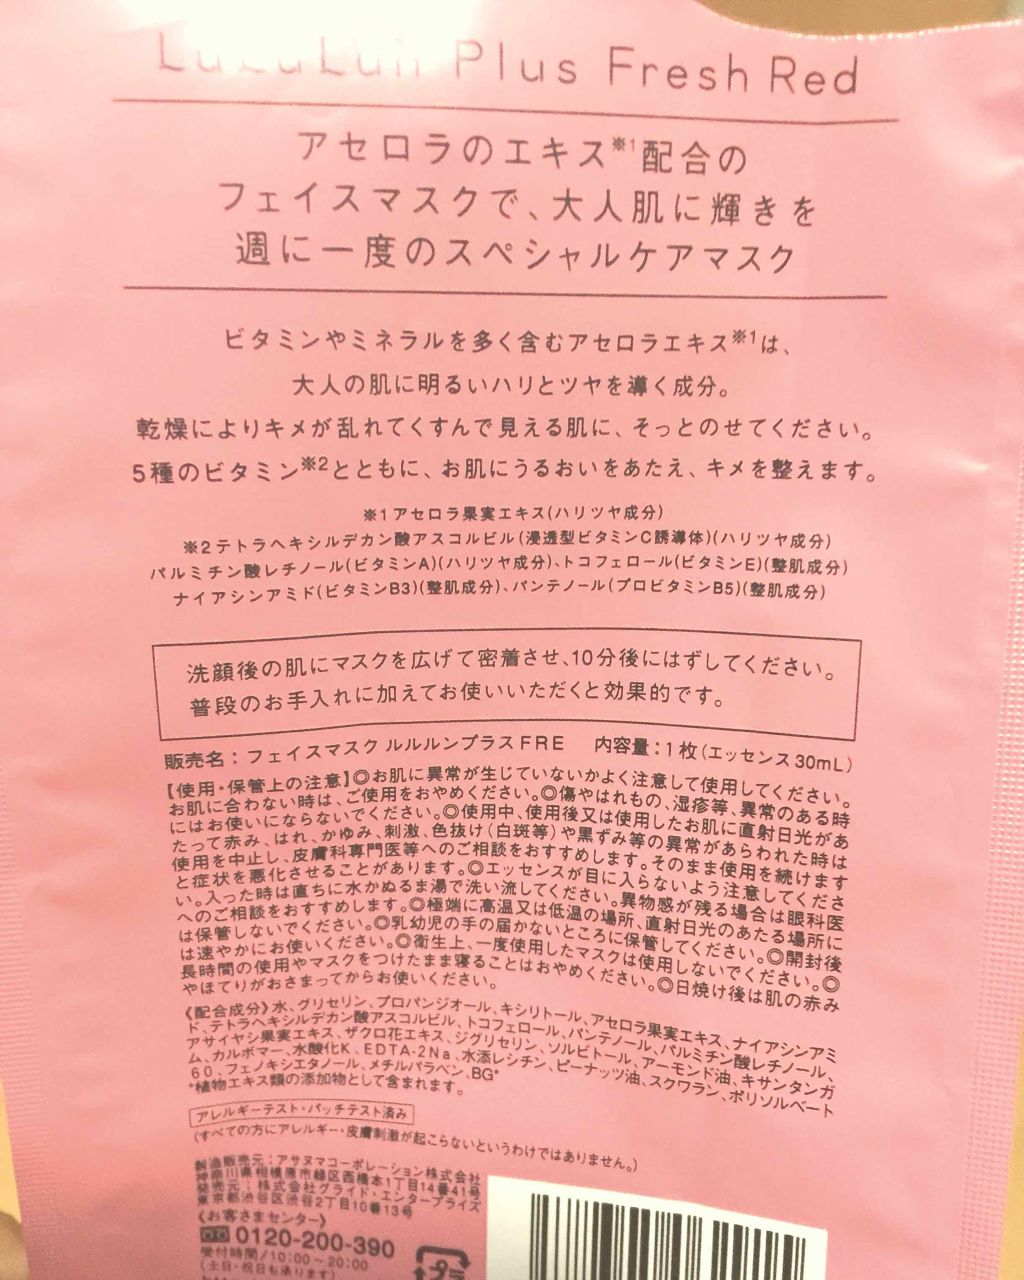 LuLuLun Plus Fresh Red
アセロラのエキス※1配合の
フェイスマスクで、大人肌に輝きを
週に一度のスペシャルケアマスク
ビタミンやミネラルを多く含むアセロラエキス※1は、
大人の肌に明るいハリとツヤを導く成分。
乾燥によりキメが乱れてくすんで見える肌に、そっとのせてください。
5種のビタミン※2とともに、お肌にうるおいをあたえ、キメを整えます。
※1アセロラ果実エキス(ハリツヤ成分)
※2テトラヘキシルデカン酸アスコルビル(浸透型ビタミンC誘導体)(ハリツヤ成分)
パルミチン酸レチノール(ビタミンA)(ハリツヤ成分)、トコフェロール(ビタミンE)(整肌成分)
ナイアシンアミド(ビタミンB3)(整肌成分)、パンテノール(プロビタミンB5)(整肌成分)
洗顔後の肌にマスクを広げて密着させ、10分後にはずしてください。
普段のお手入れに加えてお使いいただくと効果的です。
販売名：フェイスマスク ルルルンプラスFRE 内容量：1枚(エッセンス30mL)
【使用・保管上の注意】◎お肌に異常が生じていないかよく注意して使用してください。
お肌に合わない時は、ご使用をおやめください。◎傷やはれもの、湿疹等、異常のある時
にはお使いにならないでください。◎使用中、使用後又は使用したお肌に直射日光があ
たって赤み、はれ、かゆみ、刺激、色抜け(白斑等)や黒ずみ等の異常があらわれた時は
使用を中止し、皮膚科専門医等へのご相談をおすすめします。そのまま使用を続けます
と症状を悪化させることがあります。◎エッセンスが目に入らないよう注意してくださ
い。入った時は直ちに水かぬるま湯で洗い流してください。異物感が残る場合は眼科医
へのご相談をおすすめします。◎極端に高温又は低温の場所、直射日光のあたる場所に
は保管しないでください。◎乳幼児の手の届かないところに保管してください。◎開封後
は速やかにお使いください。◎衛生上、一度使用したマスクは使用しないでください。◎
長時間の使用やマスクをつけたまま寝ることはおやめください。◎日焼け後は肌の赤み
やほてりがおさまってからお使いください。
《配合成分》水、グリセリン、プロパンジオール、キシリトール、アセロラ果実エキス、ナイアシンアミ
ド、テトラヘキシルデカン酸アスコルビル、トコフェロール、パンテノール、パルミチン酸レチノール、
アサイヤシ果実エキス、ザクロ花エキス、ジグリセリン、ソルビトール、アーモンド油、キサンタンガ
ム、カルボマー、水酸化K、EDTA-2Na、水添レシチン、ピーナッツ油、スクワラン、ポリソルベート
60、フェノキシエタノール、メチルパラベン、BG*
*植物エキス類の添加物として含まれます。
アレルギーテスト・パッチテスト済み
(すべての方にアレルギー・皮膚刺激が起こらないというわけではありません。)
製造販売元：アサヌマコーポレーション株式会社
神奈川県相模原市緑区西橋本1丁目14番41号
発売元：株式会社グライド・エンタープライズ
東京都渋谷区渋谷2丁目10番13号
《お客さまセンター》
0120-200-390
受付時間/10:00～20:00
(土日・祝日も承ります)
プラ